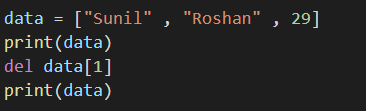 data = ["Sunil" , "Roshan" , 29]
print(data)
del data[1]
print(data)